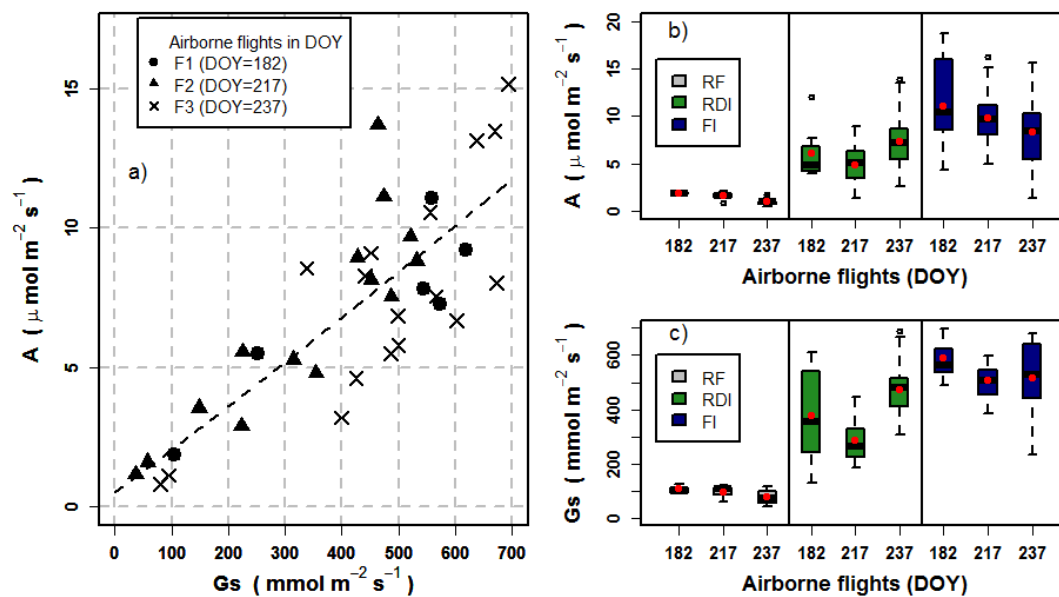 Airborne flights in DOY
F1 (DOY=182)
F2 (DOY=217)
F3 (DOY=237)
a)
A ( μ mol m⁻² s⁻¹)
0
5
10
15
0 100 200 300 400 500 600 700
Gs ( mmol m⁻² s⁻¹)
b)
RF
RDI
FI
A ( μ mol m⁻² s⁻¹)
20
15
10
5
0
182 217 237 182 217 237 182 217 237
Airborne flights (DOY)
c)
RF
RDI
FI
Gs ( mmol m⁻² s⁻¹)
600
400
200
0
182 217 237 182 217 237 182 217 237
Airborne flights (DOY)